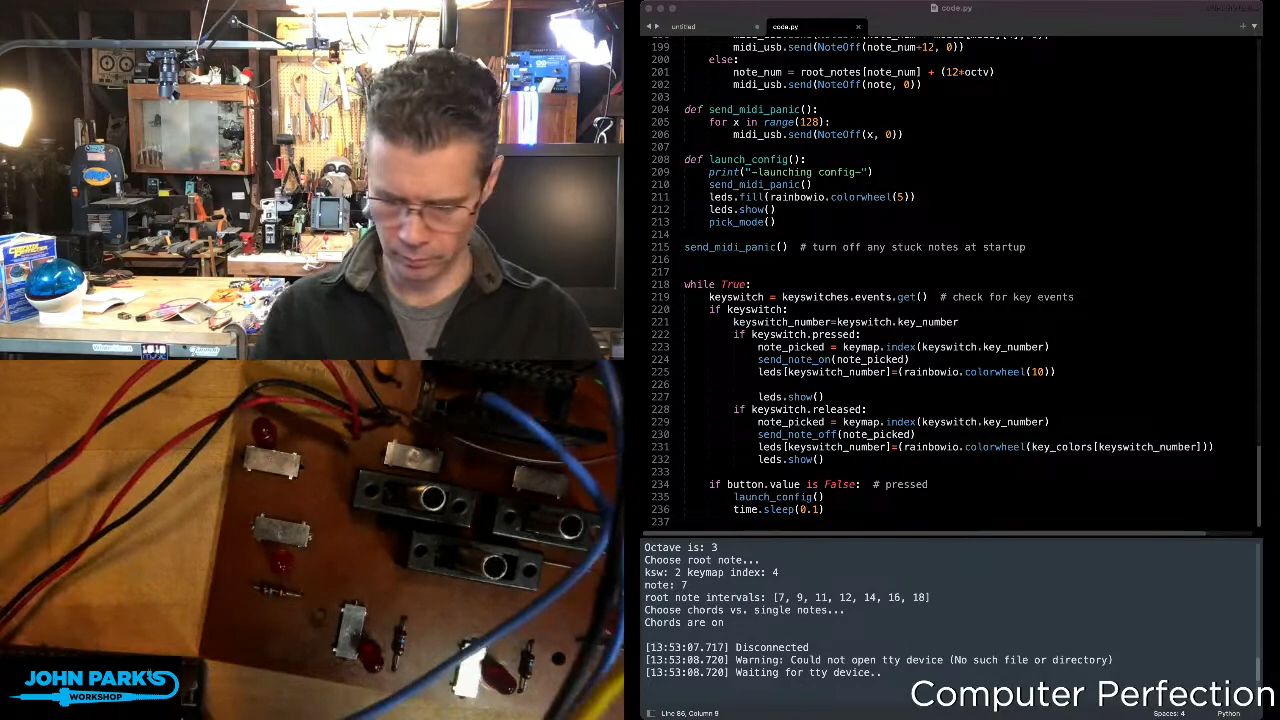 code.py
untitled
code.py
199
midi_usb.send(NoteOff(note_num+12, 0))
200 else:
201 note_num = root_notes[note_num] + (12*octv)
202 midi_usb.send(NoteOff(note, 0))
203
204 def send_midi_panic():
205 for x in range(128):
206 midi_usb.send(NoteOff(x, 0))
207
208 def launch_config():
209 print("-launching config-")
210 send_midi_panic()
211 leds.fill(rainbowio.colorwheel(5))
212 leds.show()
213 pick_mode()
214
215 send_midi_panic() # turn off any stuck notes at startup
216
217
218 while True:
219 keyswitch = keyswitches.events.get() # check for key events
220 if keyswitch:
221 keyswitch_number=keyswitch.key_number
222 if keyswitch.pressed:
223 note_picked = keymap.index(keyswitch.key_number)
224 send_note_on(note_picked)
225 leds[keyswitch_number]=(rainbowio.colorwheel(10))
226
227 leds.show()
228 if keyswitch.released:
229 note_picked = keymap.index(keyswitch.key_number)
230 send_note_off(note_picked)
231 leds[keyswitch_number]=(rainbowio.colorwheel(key_colors[keyswitch_number]))
232 leds.show()
233
234 if button.value is False: # pressed
235 launch_config()
236 time.sleep(0.1)
237
Octave is: 3
Choose root note...
ksw: 2 keymap index: 4
note: 7
root note intervals: [7, 9, 11, 12, 14, 16, 18]
Choose chords vs. single notes...
Chords are on
[13:53:07.717] Disconnected
[13:53:08.720] Warning: Could not open tty device (No such file or directory)
[13:53:08.720] Waiting for tty device..
Line 86, Column 9
Spaces: 4
Python
JOHN PARK'S
WORKSHOP
Computer Perfection